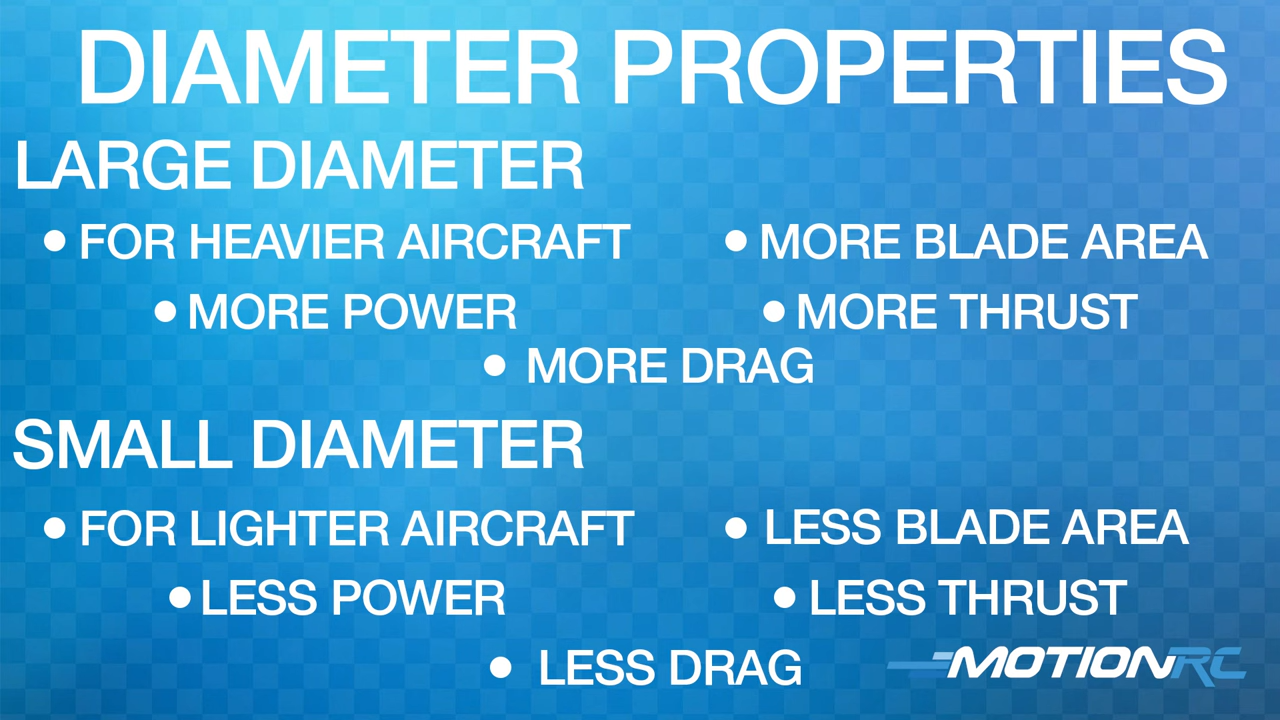 DIAMETER PROPERTIES
LARGE DIAMETER
• FOR HEAVIER AIRCRAFT
• MORE BLADE AREA
• MORE POWER
• MORE THRUST
• MORE DRAG
SMALL DIAMETER
• FOR LIGHTER AIRCRAFT
• LESS BLADE AREA
• LESS POWER
• LESS THRUST
• LESS DRAG
MOTIONRC